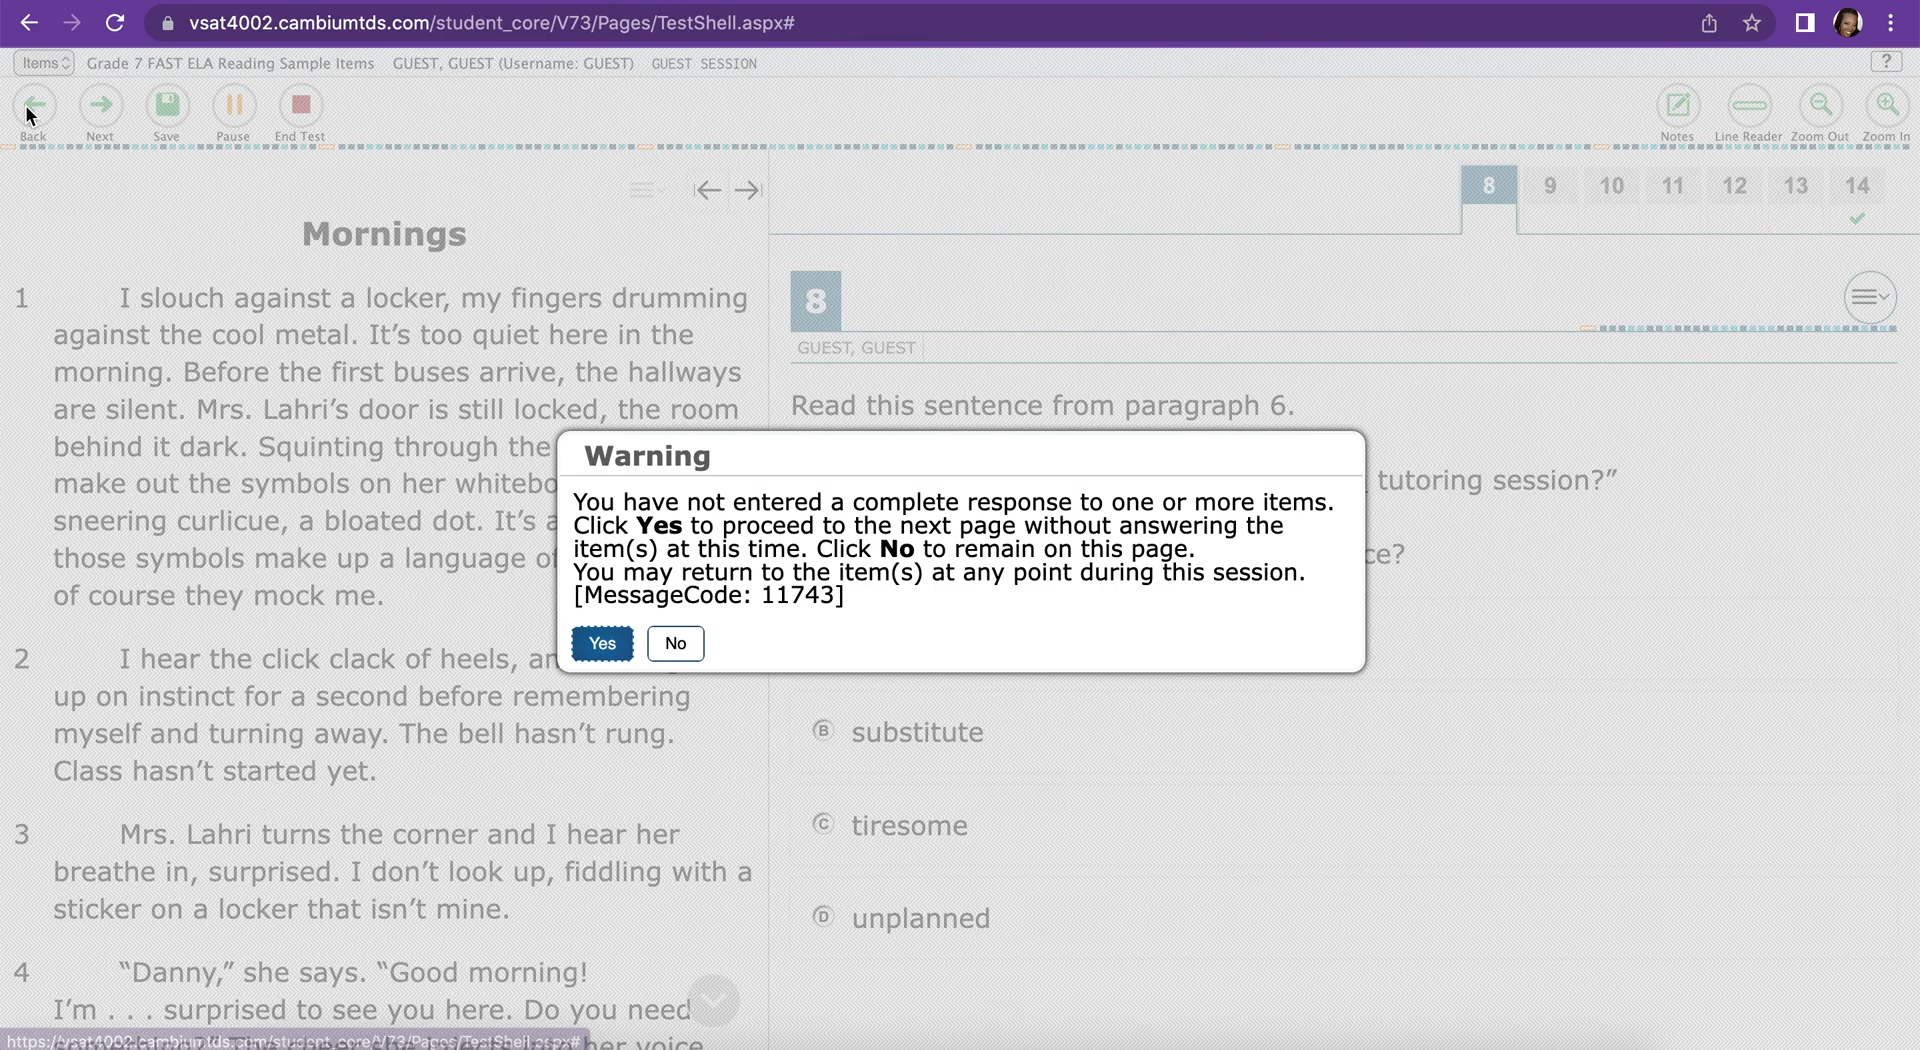 vsat4002.cambiumtds.com/student_core/V73/Pages/TestShell.aspx#
Items Grade 7 FAST ELA Reading Sample Items GUEST, GUEST (Username: GUEST) GUEST SESSION ?
Back Next Save Pause End Test Notes Line Reader Zoom Out Zoom In
8 9 10 11 12 13 14
Mornings
1 I slouch against a locker, my fingers drumming
against the cool metal. It’s too quiet here in the
morning. Before the first buses arrive, the hallways
are silent. Mrs. Lahri’s door is still locked, the room
behind it dark. Squinting through the
make out the symbols on her
sneering curlicue, a bloated dot. It’s
those symbols make up a language
of course they mock me.
2 I hear the click clack of heels,
up on instinct for a second before remembering
myself and turning away. The bell hasn’t rung.
Class hasn’t started yet.
3 Mrs. Lahri turns the corner and I hear her
breathe in, surprised. I don’t look up, fiddling with a
sticker on a locker that isn’t mine.
4 “Danny,” she says. “Good morning!
I’m . . . surprised to see you here. Do you need
her voice
https://vsat4002.cambiumtds.com/student_core/V73/Pages/TestShell.aspx#
8
GUEST, GUEST
Read this sentence from paragraph 6.
tutoring session?”
Warning
You have not entered a complete response to one or more items.
Click Yes to proceed to the next page without answering the
item(s) at this time. Click No to remain on this page.
You may return to the item(s) at any point during this session.
[MessageCode: 11743]
Yes No
B substitute
C tiresome
D unplanned